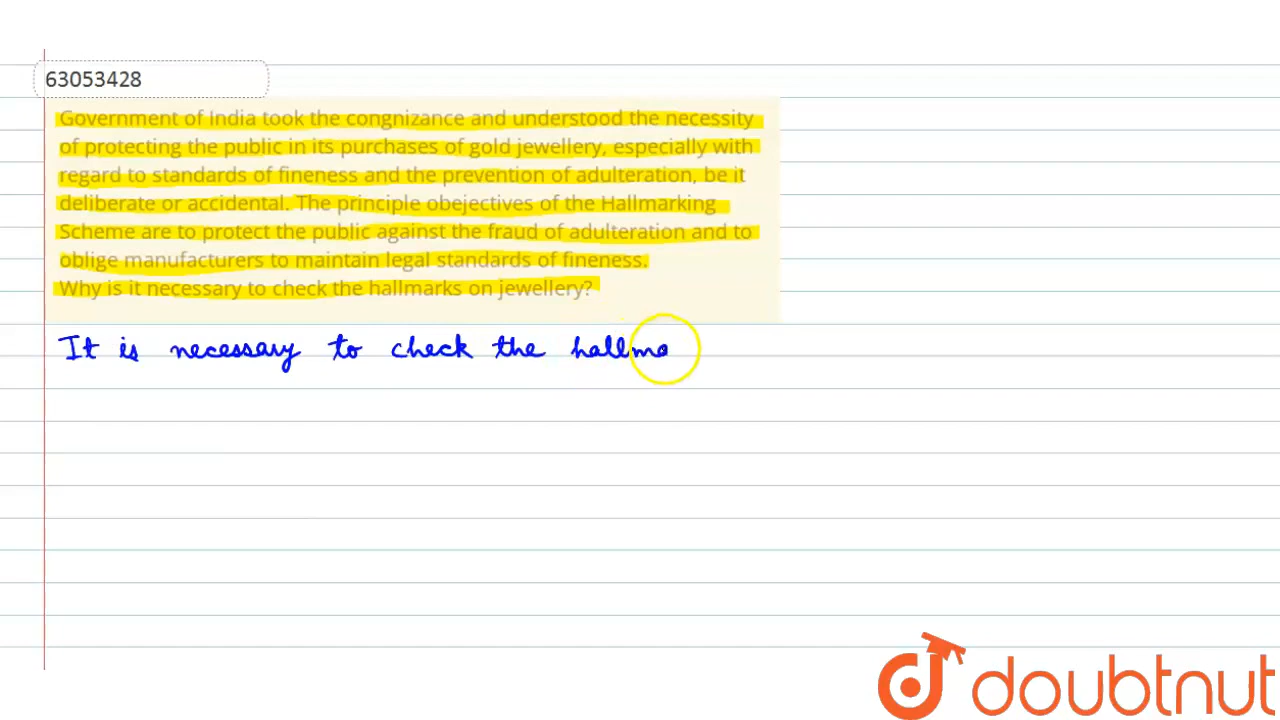 63053428
Government of India took the congnizance and understood the necessity
of protecting the public in its purchases of gold jewellery, especially with
regard to standards of fineness and the prevention of adulteration, be it
deliberate or accidental. The principle obejectives of the Hallmarking
Scheme are to protect the public against the fraud of adulteration and to
oblige manufacturers to maintain legal standards of fineness.
Why is it necessary to check the hallmarks on jewellery?
It is necessary to check the hallma
doubtnut